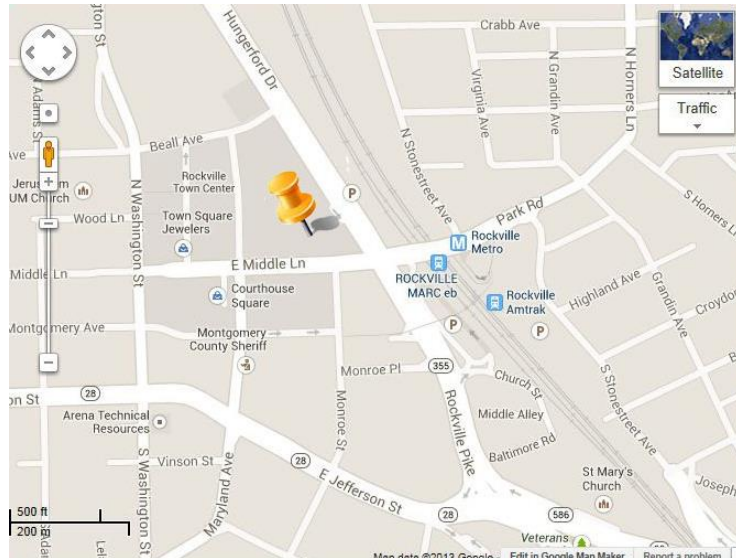 N Washington St
Hungerford Dr
Crabb Ave
Virginia Ave
N Grandin Ave
N Horners Ln
Satellite
Traffic
N Adams St
Beall Ave
Ave
N Stonestreet Ave
Rockville
Town Center
P
UM Church
Wood Ln
N Washington St
Town Square
Jewelers
Park Rd
S Horners Ln
M
Rockville
Metro
E Middle Ln
Middle Ln
ROCKVILLE
MARC eb
Courthouse
Square
Rockville
Amtrak
Highland Ave
Grandin Ave
Croydon
Montgomery Ave
Montgomery
County Sheriff
P
P
Monroe Pl
355
S Stonestreet Ave
28
on St
Church St
Monroe St
Rockville Pike
Middle Alley
Arena Technical
Resources
Baltimore Rd
S Washington St
Maryland Ave
Vinson St
28
E Jefferson St
St Mary's
Church
Joseph
500 ft
200 m
28
586
28
Veterans
Map data ©2013 Google
Edit in Google Map Maker
Report a problem